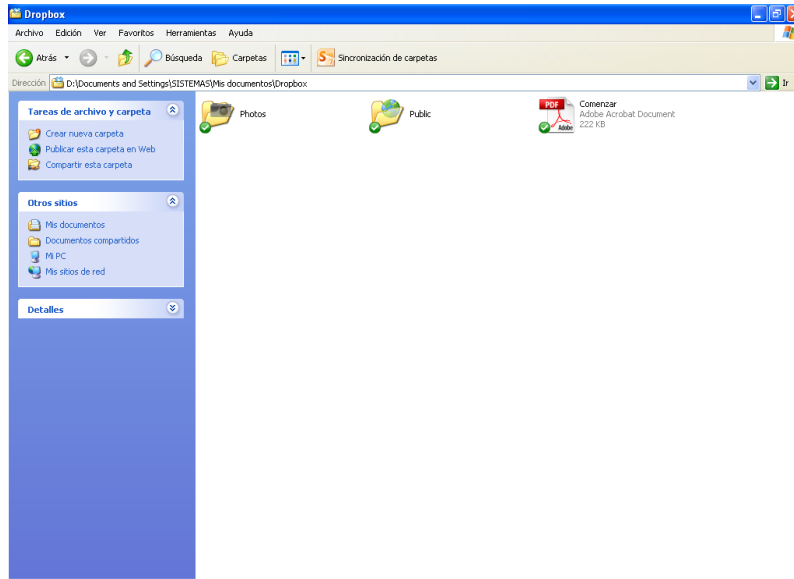 Dropbox
Archivo Edición Ver Favoritos Herramientas Ayuda
Atrás Búsqueda Carpetas Sincronización de carpetas
Dirección D:\Documents and Settings\SISTEMAS\Mis documentos\Dropbox Ir
Tareas de archivo y carpeta
Crear nueva carpeta
Publicar esta carpeta en Web
Compartir esta carpeta
Otros sitios
Mis documentos
Documentos compartidos
Mi PC
Mis sitios de red
Detalles
Photos
Public
PDF
Adobe
Comenzar
Adobe Acrobat Document
222 KB